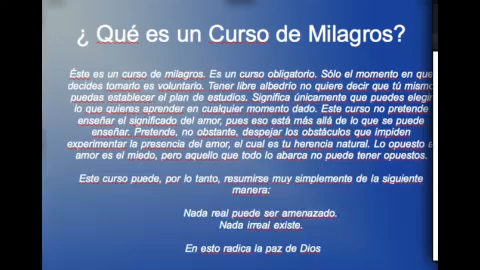 ¿ Qué es un Curso de Milagros?
Éste es un curso de milagros. Es un curso obligatorio. Sólo el momento en que
decides tomarlo es voluntario. Tener libre albedrío no quiere decir que tú mismo
puedas establecer el plan de estudios. Significa únicamente que puedes elegir
lo que quieres aprender en cualquier momento dado. Este curso no pretende
enseñar el significado del amor, pues eso está más allá de lo que se puede
enseñar. Pretende, no obstante, despejar los obstáculos que impiden
experimentar la presencia del amor, el cual es tu herencia natural. Lo opuesto al
amor es el miedo, pero aquello que todo lo abarca no puede tener opuestos.
Este curso puede, por lo tanto, resumirse muy simplemente de la siguiente
manera:
Nada real puede ser amenazado.
Nada irreal existe.
En esto radica la paz de Dios